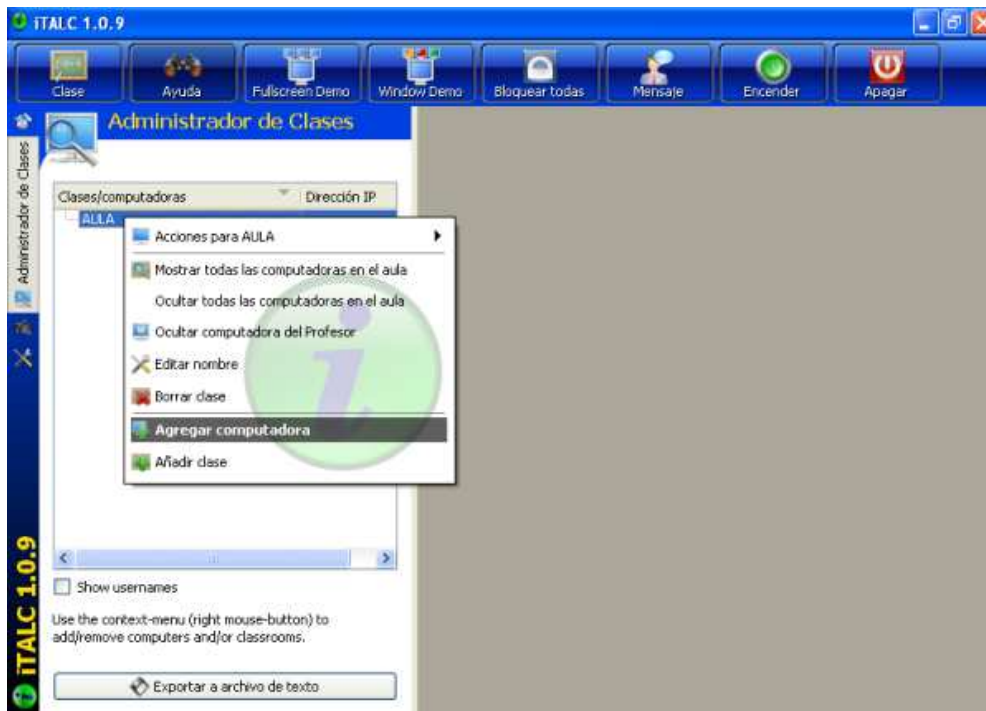 iTALC 1.0.9
Clase
Ayuda
Fullscreen Demo
Window Demo
Bloquear todas
Mensaje
Encender
Apagar
Administrador de Clases
Administrador de Clases
Clases/computadoras
Dirección IP
AULA
Acciones para AULA
Mostrar todas las computadoras en el aula
Ocultar todas las computadoras en el aula
Ocultar computadora del Profesor
Editar nombre
Borrar clase
Agregar computadora
Añadir clase
Show usernames
Use the context-menu (right mouse-button) to
add/remove computers and/or classrooms.
Exportar a archivo de texto
iTALC 1.0.9